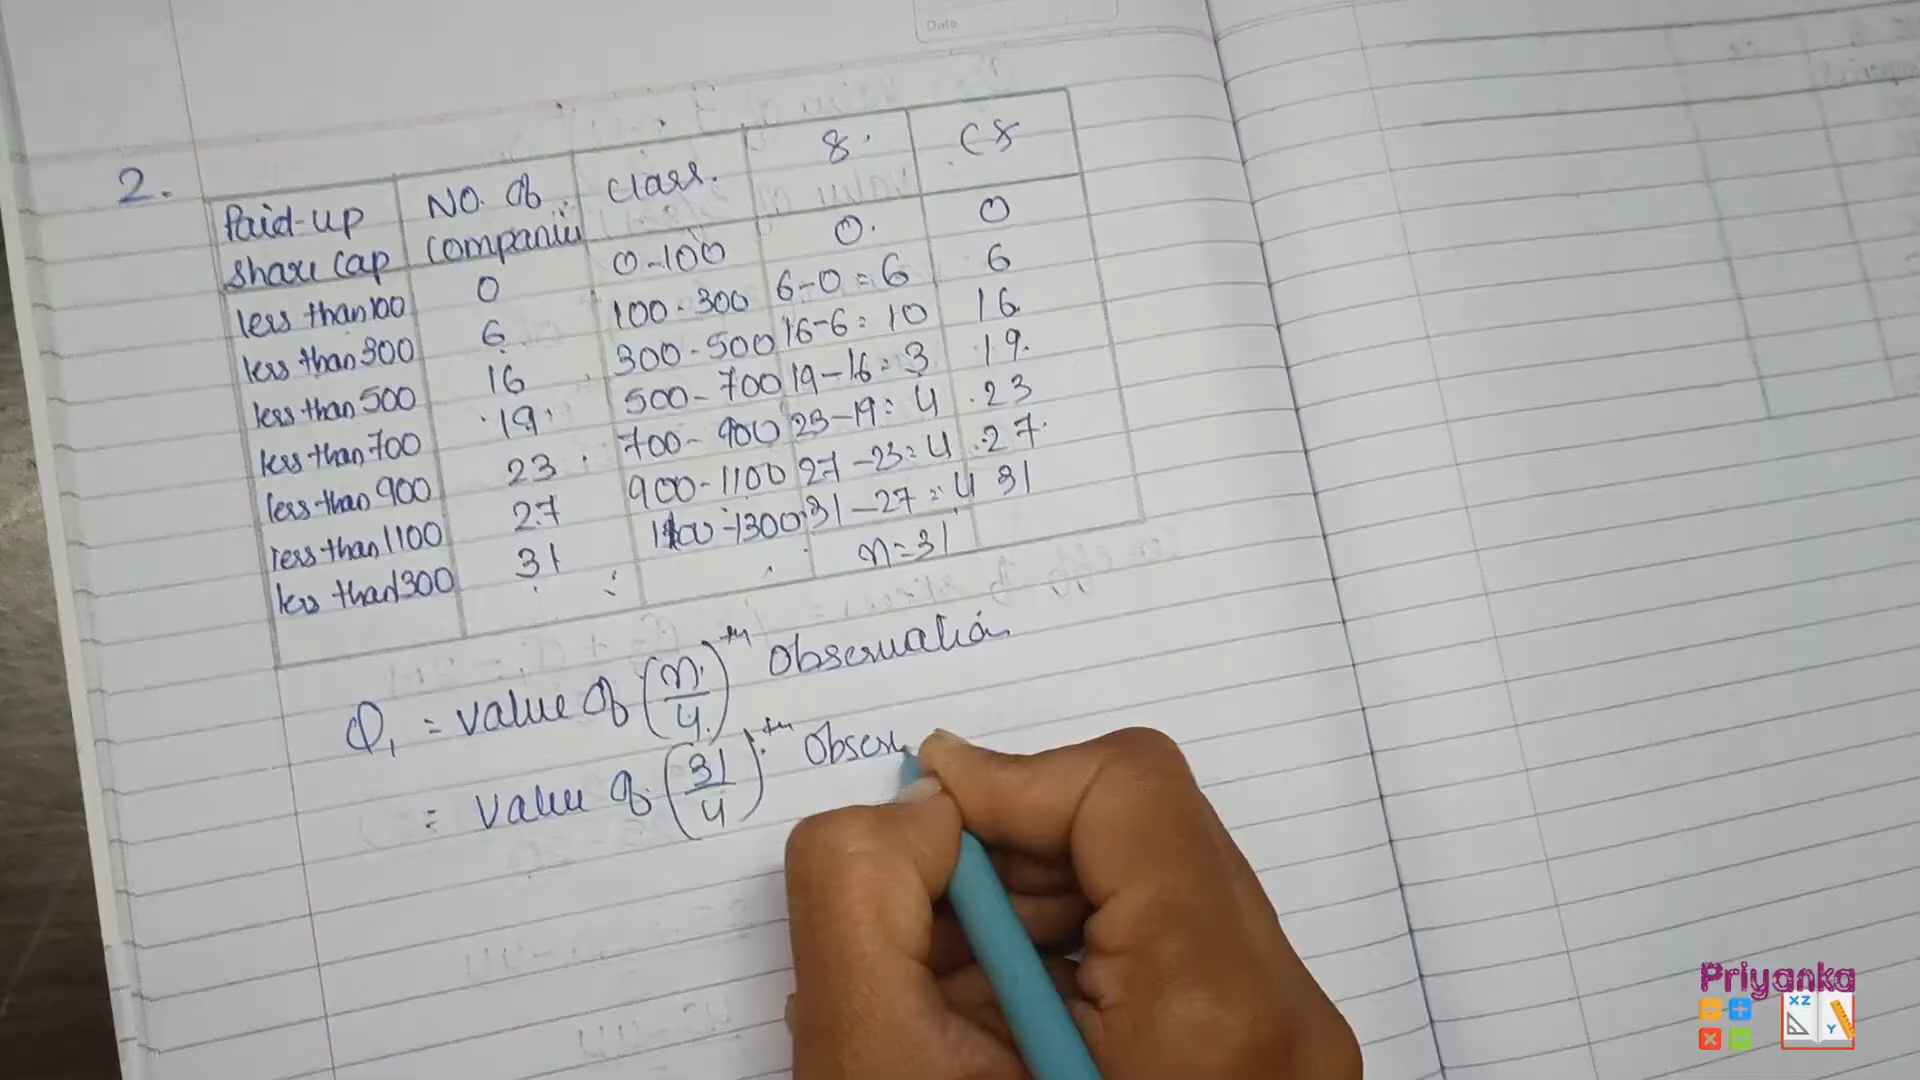 Date
2.
Paid-up share cap | No. of companies | class. | f. | cf
less than 100 | 0 | 0-100 | 0. | 0
less than 300 | 6 | 100-300 | 6-0=6 | 6
less than 500 | 16 | 300-500 | 16-6=10 | 16
less than 700 | 19 | 500-700 | 19-16=3 | 19
less than 900 | 23 | 700-900 | 23-19=4 | 23
less than 1100 | 27 | 900-1100 | 27-23=4 | 27
less than 1300 | 31 | 1100-1300 | 31-27=4 | 31
n=31
Q1 = value of (n/4)th observation
= value of (31/4)th Obser
Priyanka
XZ
Y